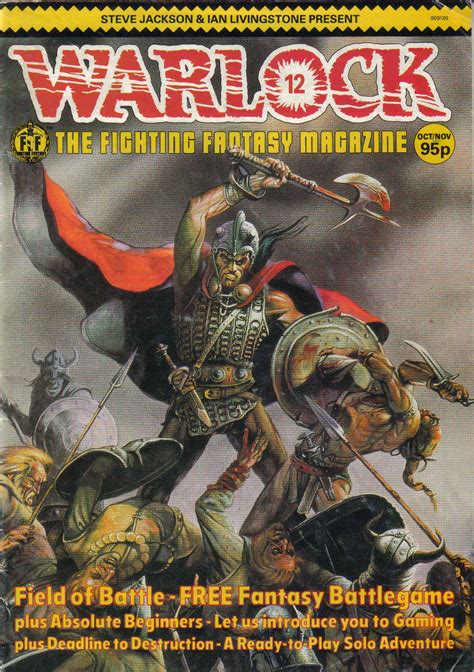 STEVE JACKSON & IAN LIVINGSTONE PRESENT
003120
WARLOCK
12
FF THE FIGHTING FANTASY MAGAZINE
OCT/NOV
95p
Field of Battle - FREE Fantasy Battlegame
plus Absolute Beginners - Let us introduce you to Gaming
plus Deadline to Destruction - A Ready-to-Play Solo Adventure